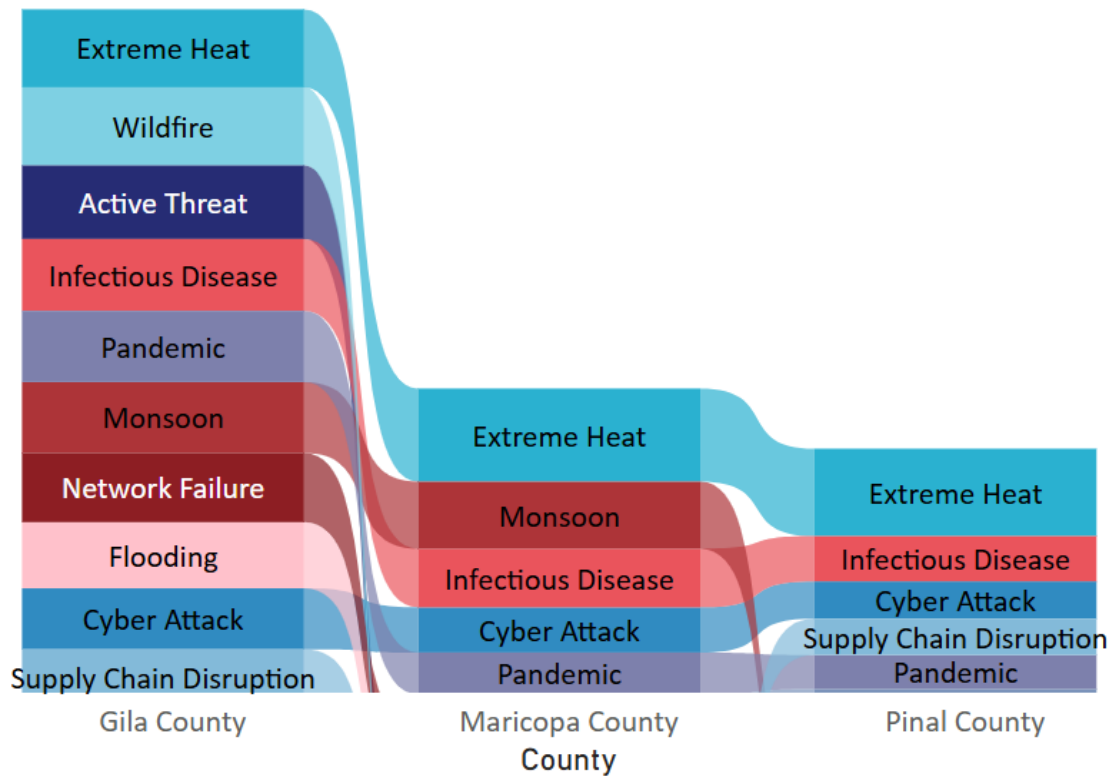 Extreme Heat
Wildfire
Active Threat
Infectious Disease
Pandemic
Monsoon
Network Failure
Flooding
Cyber Attack
Supply Chain Disruption
Gila County
Extreme Heat
Monsoon
Infectious Disease
Cyber Attack
Pandemic
Maricopa County
Extreme Heat
Infectious Disease
Cyber Attack
Supply Chain Disruption
Pandemic
Pinal County
County